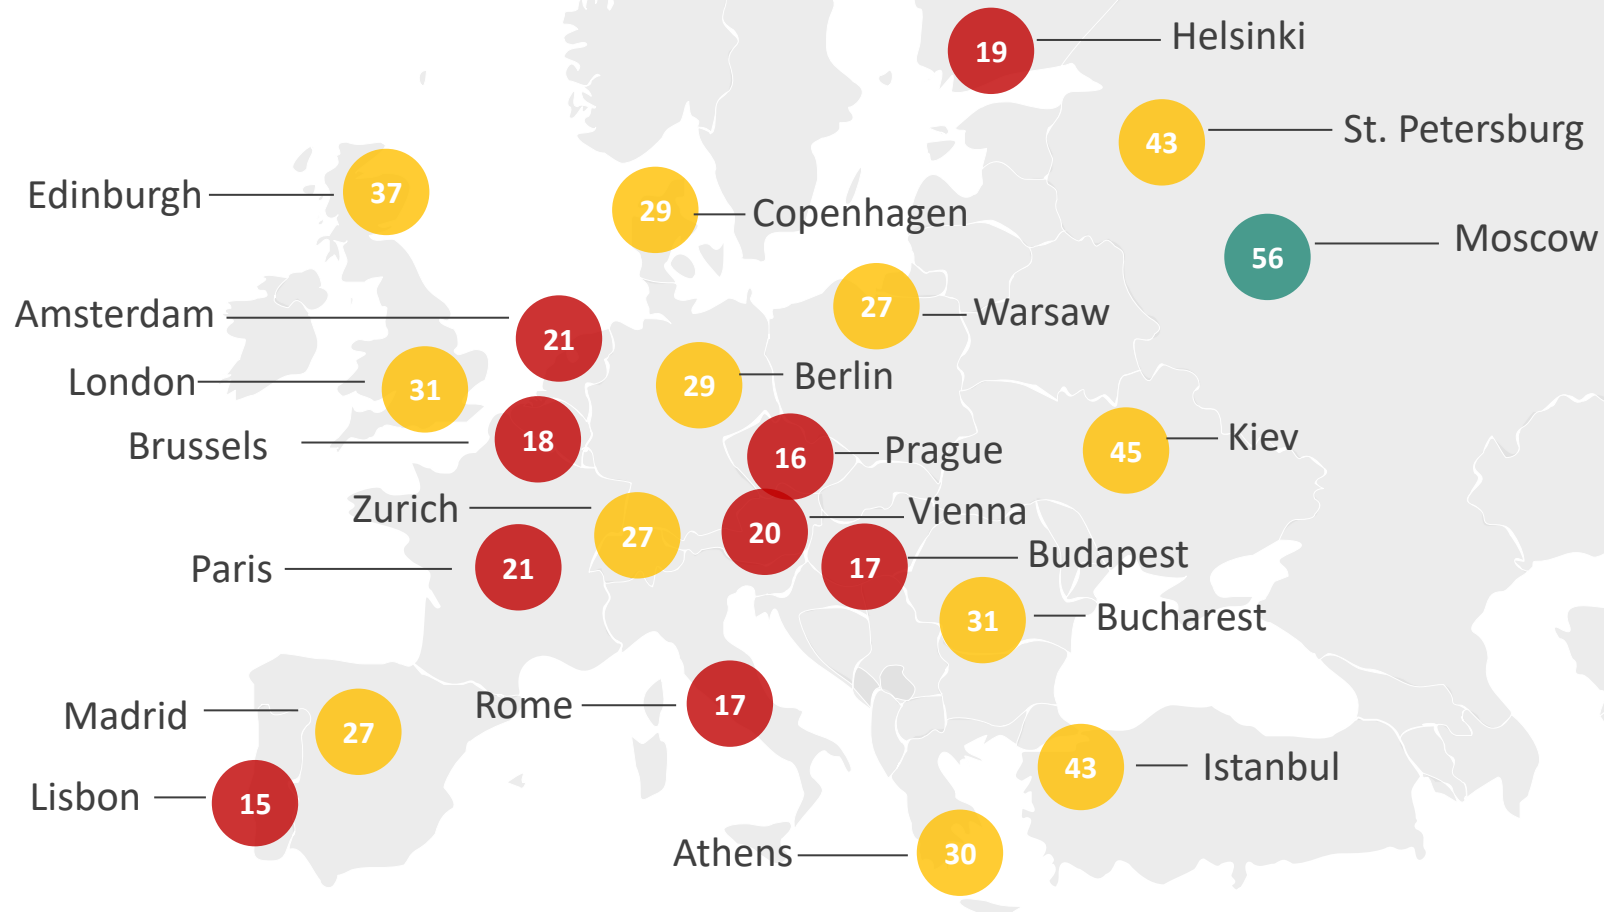 19 Helsinki
43 St. Petersburg
Edinburgh 37
29 Copenhagen
56 Moscow
Amsterdam 21
27 Warsaw
London 31
29 Berlin
Brussels 18
16 Prague
45 Kiev
Zurich 27
20 Vienna
Paris 21
17 Budapest
31 Bucharest
Madrid 27
Rome 17
43 Istanbul
Lisbon 15
Athens 30